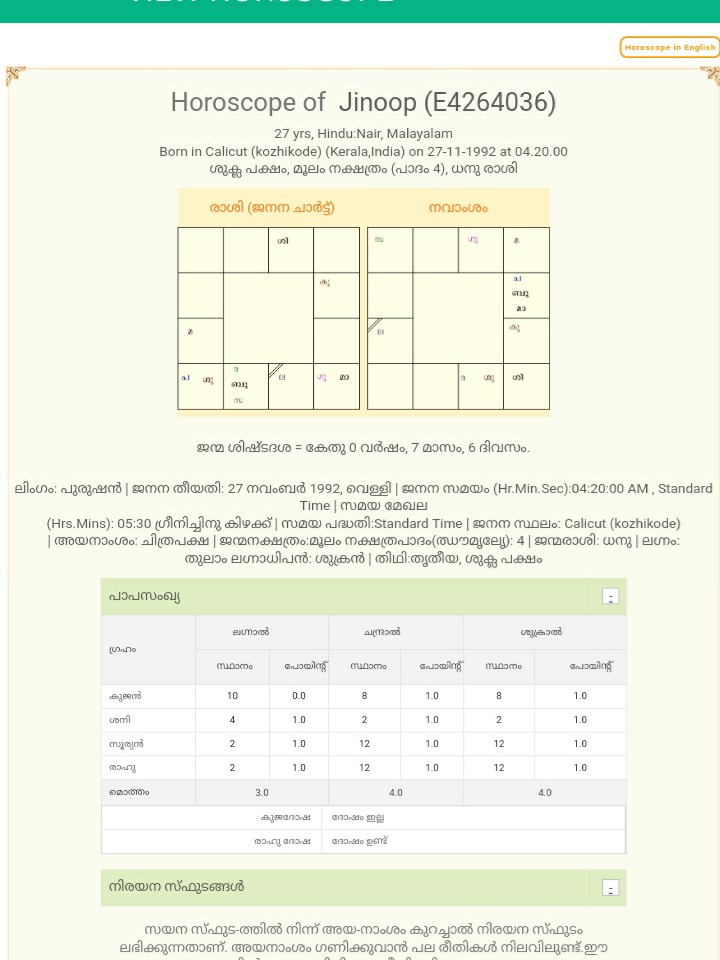 VIEW HOROSCOPE
Horoscope in English
Horoscope of Jinoop (E4264036)
27 yrs, Hindu:Nair, Malayalam
Born in Calicut (kozhikode) (Kerala,India) on 27-11-1992 at 04.20.00
ശുക്ല പക്ഷം, മൂലം നക്ഷത്രം (പാദം 4), ധനു രാശി
രാശി (ജനന ചാർട്ട്) നവാംശം
ശി സ ഗു മ
കു ച
ബു
മാ
മ ല കു
ച ശു ര
ബു
സ ല ഗു മാ ര ശു ശി
ജന്മ ശിഷ്ടദശ = കേതു 0 വർഷം, 7 മാസം, 6 ദിവസം.
ലിംഗം: പുരുഷൻ | ജനന തീയതി: 27 നവംബർ 1992, വെള്ളി | ജനന സമയം (Hr.Min.Sec):04:20:00 AM , Standard
Time | സമയ മേഖല
(Hrs.Mins): 05:30 ഗ്രീനിച്ചിനു കിഴക്ക് | സമയ പദ്ധതി:Standard Time | ജനന സ്ഥലം: Calicut (kozhikode)
| അയനാംശം: ചിത്രപക്ഷ | ജന്മനക്ഷത്രം:മൂലം നക്ഷത്രപാദം(ഝൗമൃല്യേ): 4 | ജന്മരാശി: ധനു | ലഗ്നം:
തുലാം ലഗ്നാധിപൻ: ശുക്രൻ | തിഥി:തൃതീയ, ശുക്ല പക്ഷം
പാപസംഖ്യ -
ഗ്രഹം ലഗ്നാൽ ചന്ദ്രാൽ ശുക്രാൽ
സ്ഥാനം പോയിന്റ് സ്ഥാനം പോയിന്റ് സ്ഥാനം പോയിന്റ്
കുജൻ 10 0.0 8 1.0 8 1.0
ശനി 4 1.0 2 1.0 2 1.0
സൂര്യൻ 2 1.0 12 1.0 12 1.0
രാഹു 2 1.0 12 1.0 12 1.0
മൊത്തം 3.0 4.0 4.0
കുജദോഷ ദോഷം ഇല്ല
രാഹു ദോഷ ദോഷം ഉണ്ട്
നിരയന സ്ഫുടങ്ങൾ -
സയന സ്ഫുട-ത്തിൽ നിന്ന് അയ-നാംശം കുറച്ചാൽ നിരയന സ്ഫുടം
ലഭിക്കുന്നതാണ്. അയനാംശം ഗണിക്കുവാൻ പല രീതികൾ നിലവിലുണ്ട്.ഈ